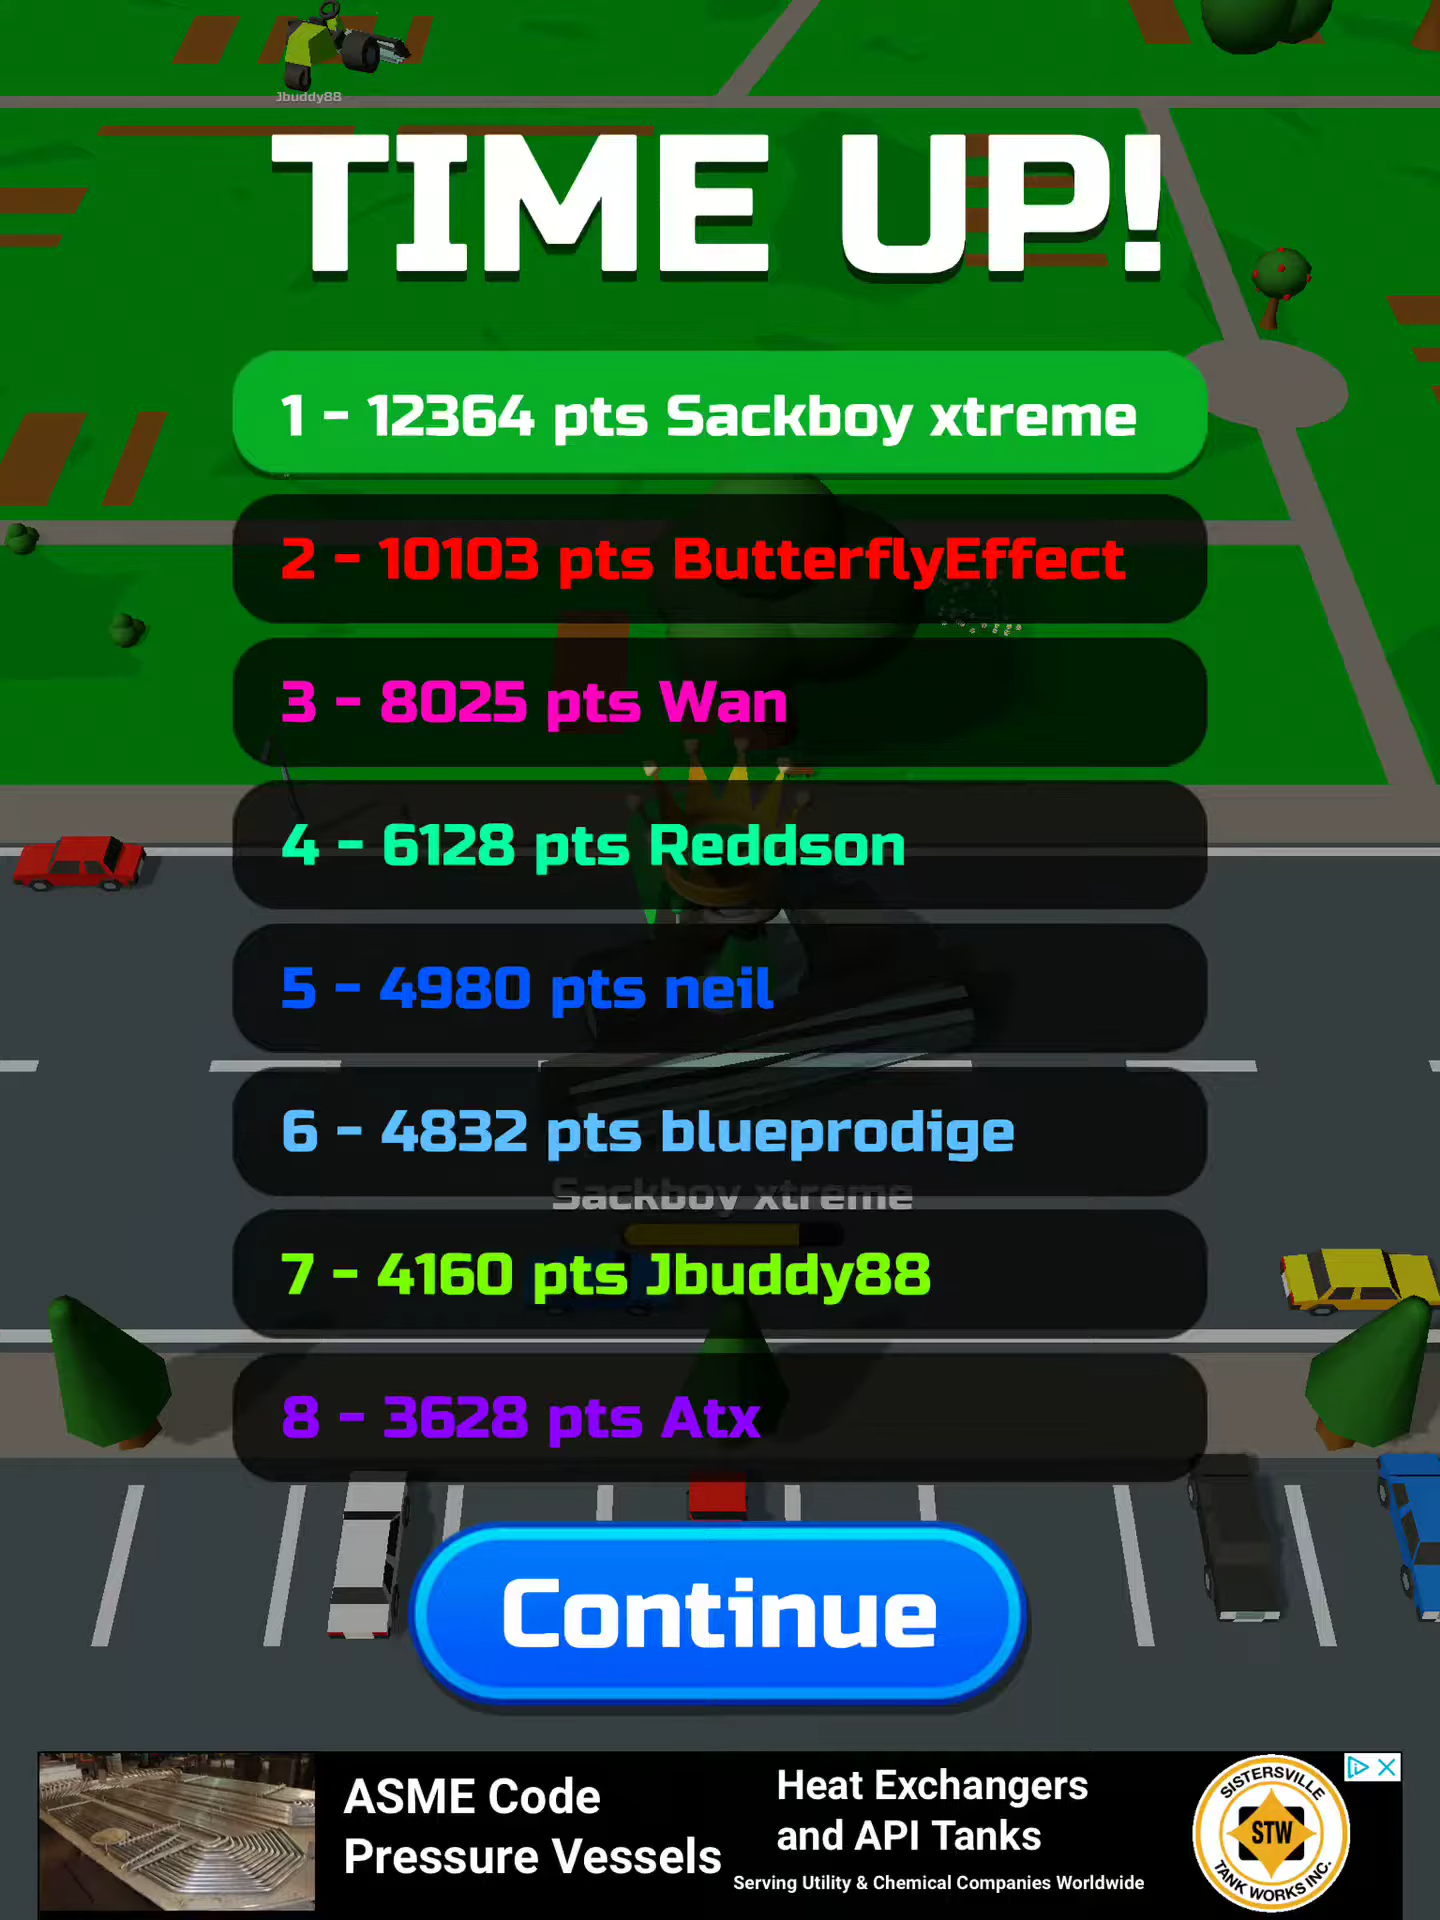 Jbuddy88
TIME UP!
1 - 12364 pts Sackboy xtreme
2 - 10103 pts ButterflyEffect
3 - 8025 pts Wan
4 - 6128 pts Reddson
5 - 4980 pts neil
6 - 4832 pts blueprodige
Sackboy xtreme
7 - 4160 pts Jbuddy88
8 - 3628 pts Atx
Continue
ASME Code
Pressure Vessels
Heat Exchangers
and API Tanks
Serving Utility & Chemical Companies Worldwide
SISTERSVILLE
STW
TANK WORKS INC.